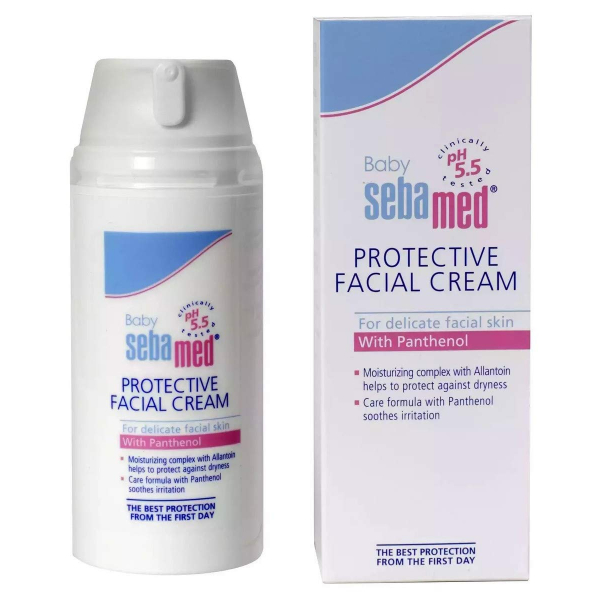 Baby
clinically
tested
pH
5.5
sebamed®
PROTECTIVE
FACIAL CREAM
For delicate facial skin
With Panthenol
Moisturizing complex with Allantoin
helps to protect against dryness
Care formula with Panthenol
soothes irritation
THE BEST PROTECTION
FROM THE FIRST DAY
Baby
clinically
tested
pH
5.5
sebamed®
PROTECTIVE
FACIAL CREAM
For delicate facial skin
With Panthenol
Moisturizing complex with Allantoin
helps to protect against dryness
Care formula with Panthenol
soothes irritation
THE BEST PROTECTION
FROM THE FIRST DAY